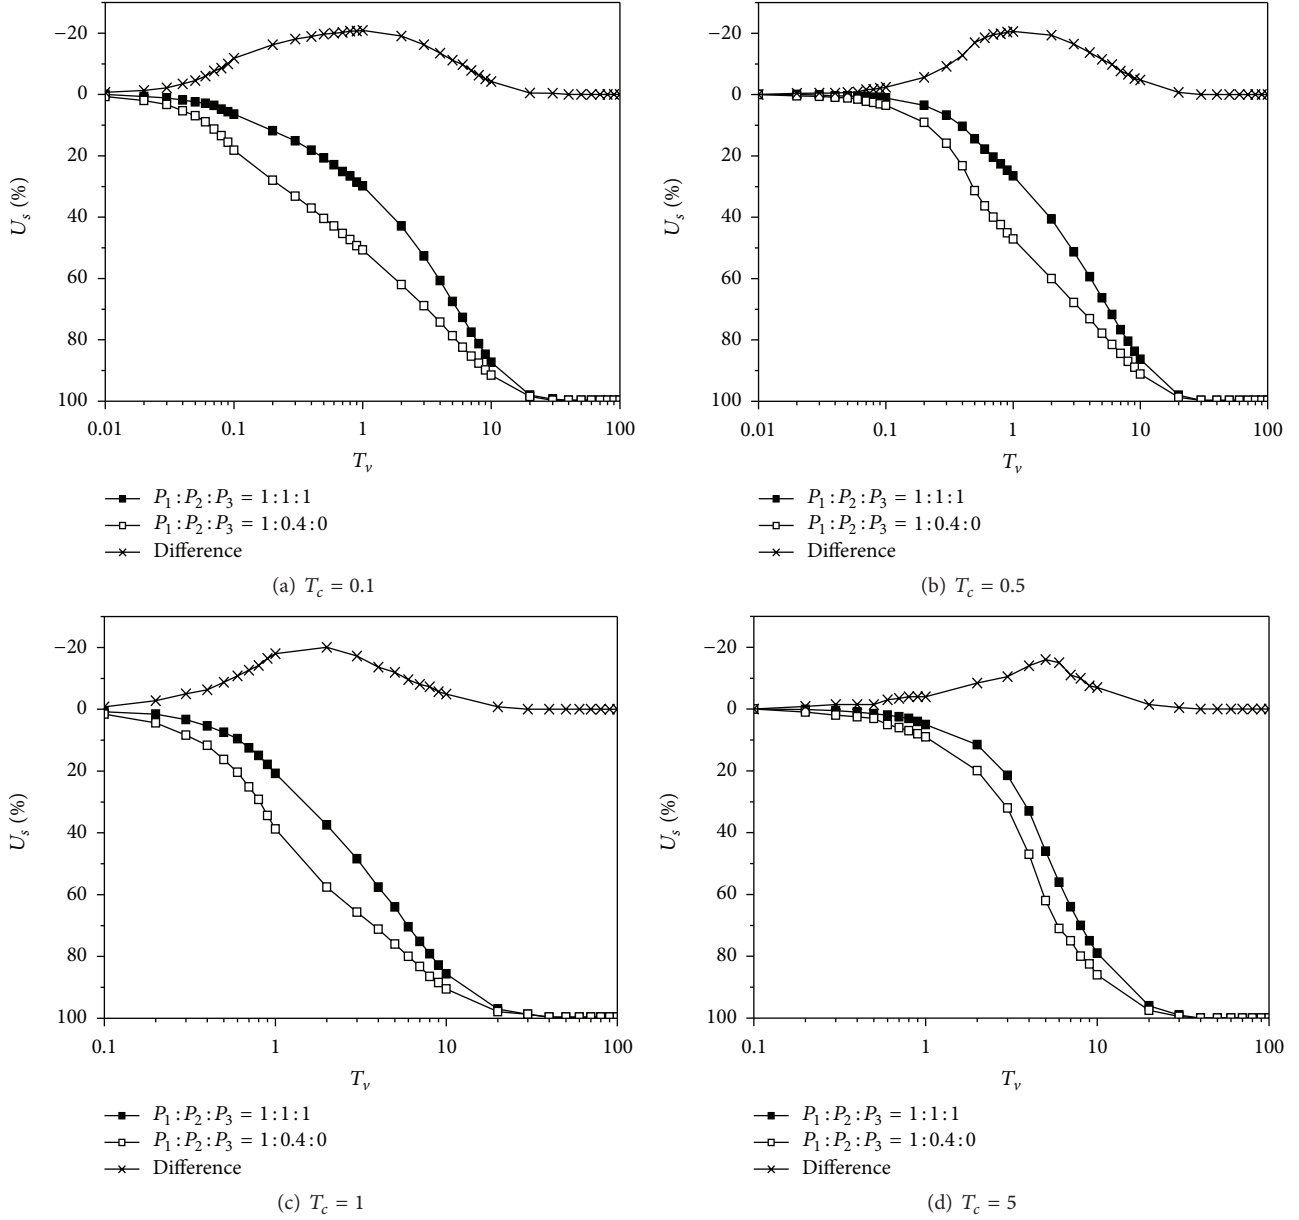 −20
0
20
40
60
80
100
U_s (%)
0.01 0.1 1 10 100
T_v
P_1 : P_2 : P_3 = 1 : 1 : 1
P_1 : P_2 : P_3 = 1 : 0.4 : 0
Difference
(a) T_c = 0.1
−20
0
20
40
60
80
100
U_s (%)
0.01 0.1 1 10 100
T_v
P_1 : P_2 : P_3 = 1 : 1 : 1
P_1 : P_2 : P_3 = 1 : 0.4 : 0
Difference
(b) T_c = 0.5
−20
0
20
40
60
80
100
U_s (%)
0.1 1 10 100
T_v
P_1 : P_2 : P_3 = 1 : 1 : 1
P_1 : P_2 : P_3 = 1 : 0.4 : 0
Difference
(c) T_c = 1
−20
0
20
40
60
80
100
U_s (%)
0.1 1 10 100
T_v
P_1 : P_2 : P_3 = 1 : 1 : 1
P_1 : P_2 : P_3 = 1 : 0.4 : 0
Difference
(d) T_c = 5